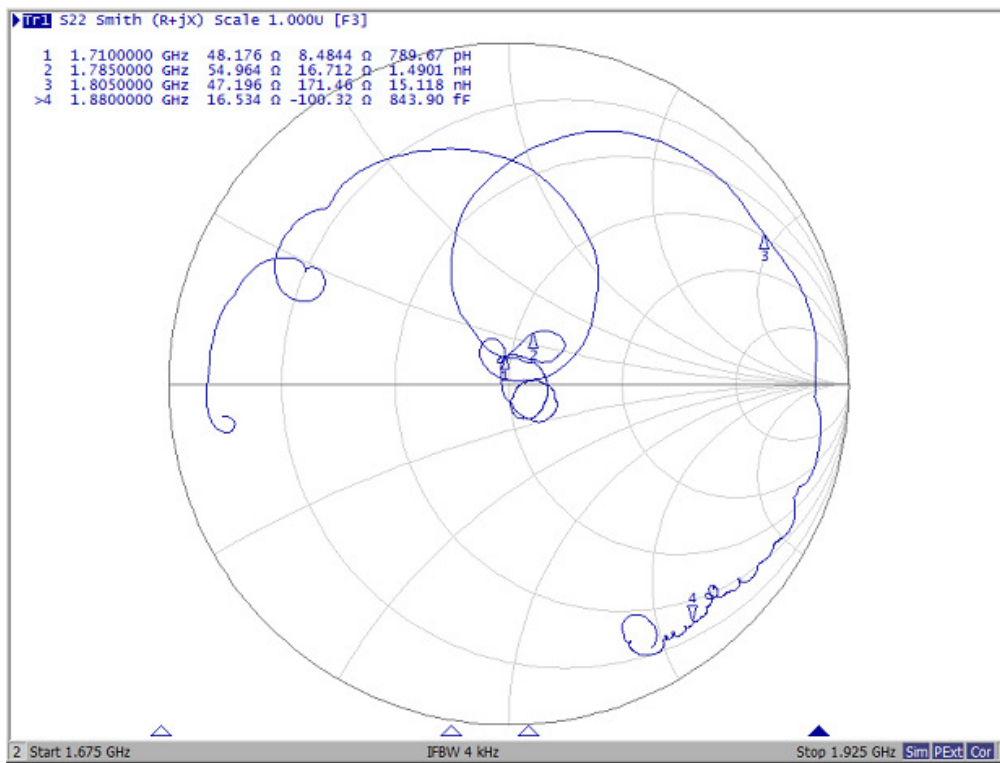 Tr1 S22 Smith (R+jX) Scale 1.000U [F3]
1 1.7100000 GHz 48.176 Ω 8.4844 Ω 789.67 pH
2 1.7850000 GHz 54.964 Ω 16.712 Ω 1.4901 nH
3 1.8050000 GHz 47.196 Ω 171.46 Ω 15.118 nH
>4 1.8800000 GHz 16.534 Ω -100.32 Ω 843.90 fF
3
2
1
4
2 Start 1.675 GHz IFBW 4 kHz Stop 1.925 GHz Sim PExt Cor